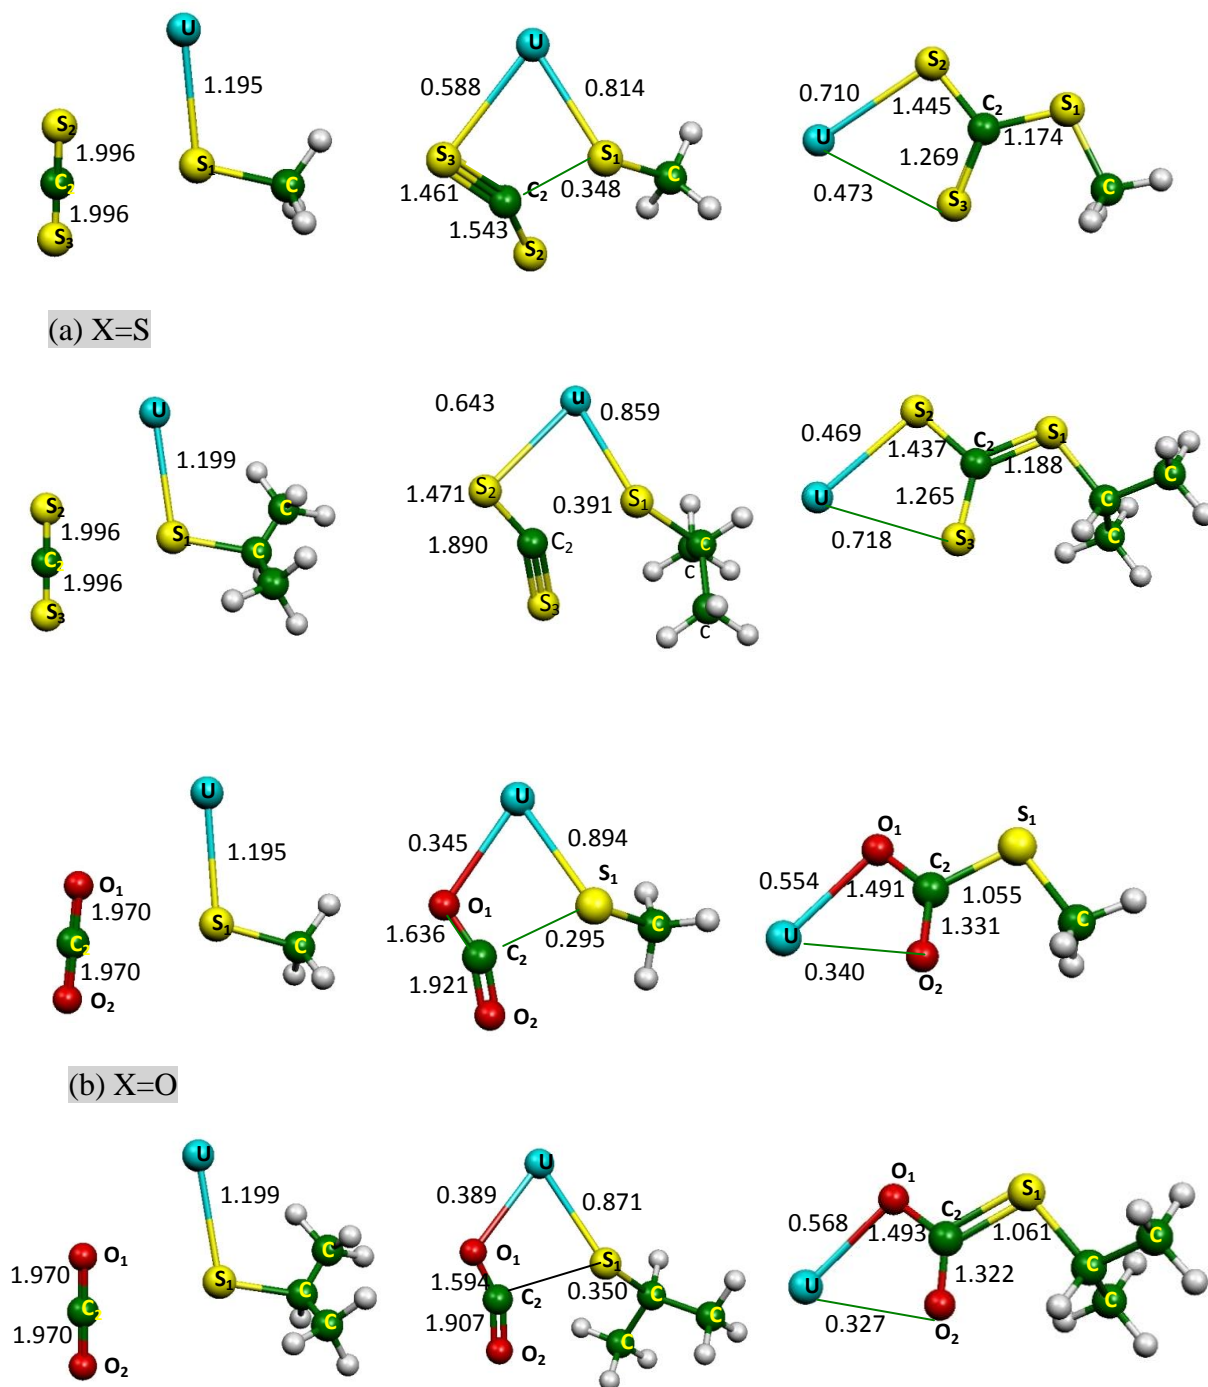 U
1.195
S₂
1.996
C₂
1.996
S₃
S₁
C
U
0.588
0.814
S₃
S₁
1.461
C₂
0.348
C
1.543
S₂
S₂
0.710
1.445
C₂
S₁
U
1.174
1.269
0.473
S₃
C
(a) X=S
U
1.199
S₂
1.996
C₂
1.996
S₃
S₁
C
C
C
0.643
u
0.859
1.471
S₂
0.391
S₁
1.890
C₂
C
C
S₃
C
S₂
0.469
1.437
C₂
S₁
1.188
U
1.265
0.718
S₃
C
C
C
U
1.195
O₁
1.970
C₂
1.970
O₂
S₁
C
U
0.345
0.894
S₁
O₁
1.636
C₂
0.295
C
1.921
O₂
S₁
O₁
C₂
0.554
1.491
1.055
1.331
U
0.340
O₂
C
(b) X=O
U
1.199
O₁
1.970
C₂
1.970
O₂
S₁
C
C
C
U
0.389
0.871
O₁
S₁
1.594
C₂
0.350
1.907
C
C
O₂
O₁
S₁
C₂
0.568
1.493
1.061
C
U
1.322
C
C
0.327
O₂